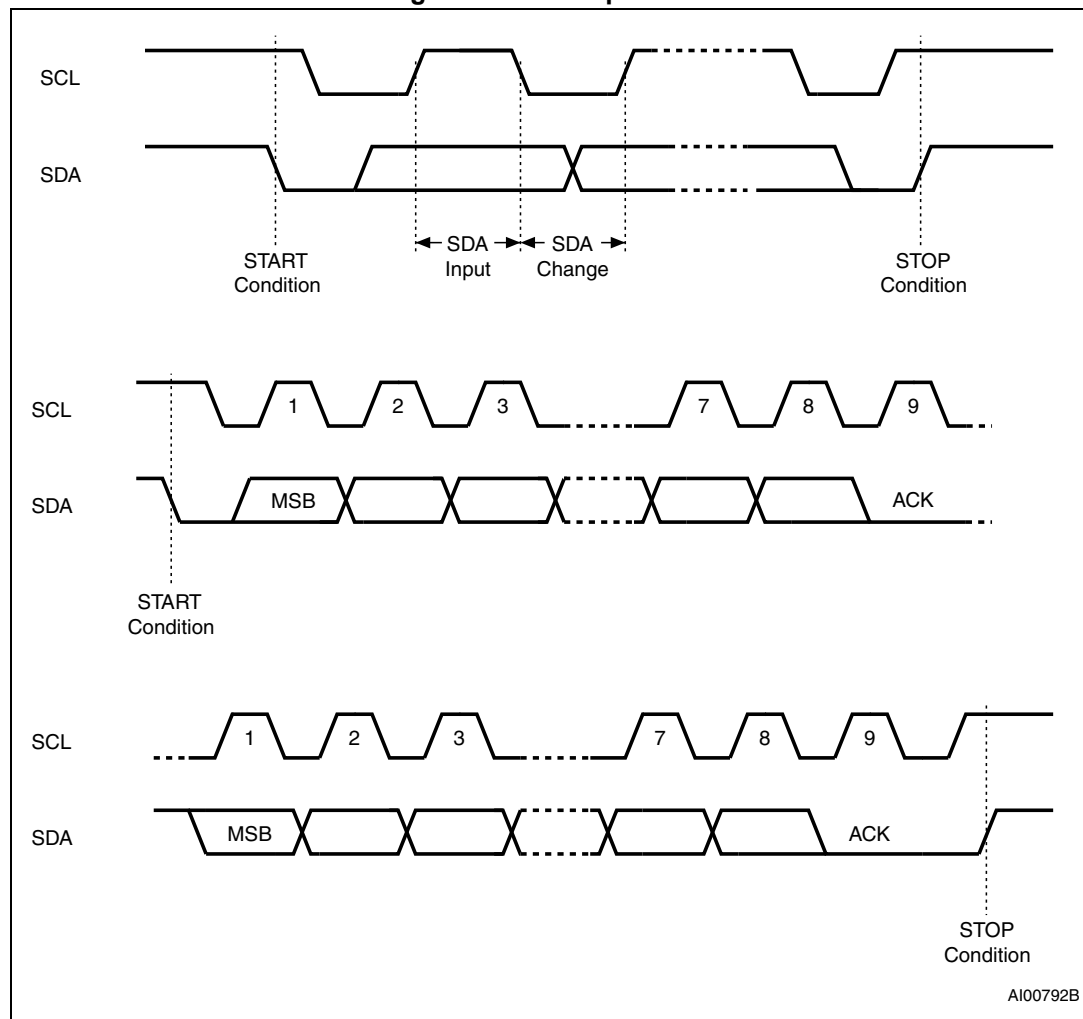 SCL
SDA
SDA Input
SDA Change
START Condition
STOP Condition
SCL
1 2 3 7 8 9
SDA
MSB
ACK
START Condition
SCL
1 2 3 7 8 9
SDA
MSB
ACK
STOP Condition
AI00792B